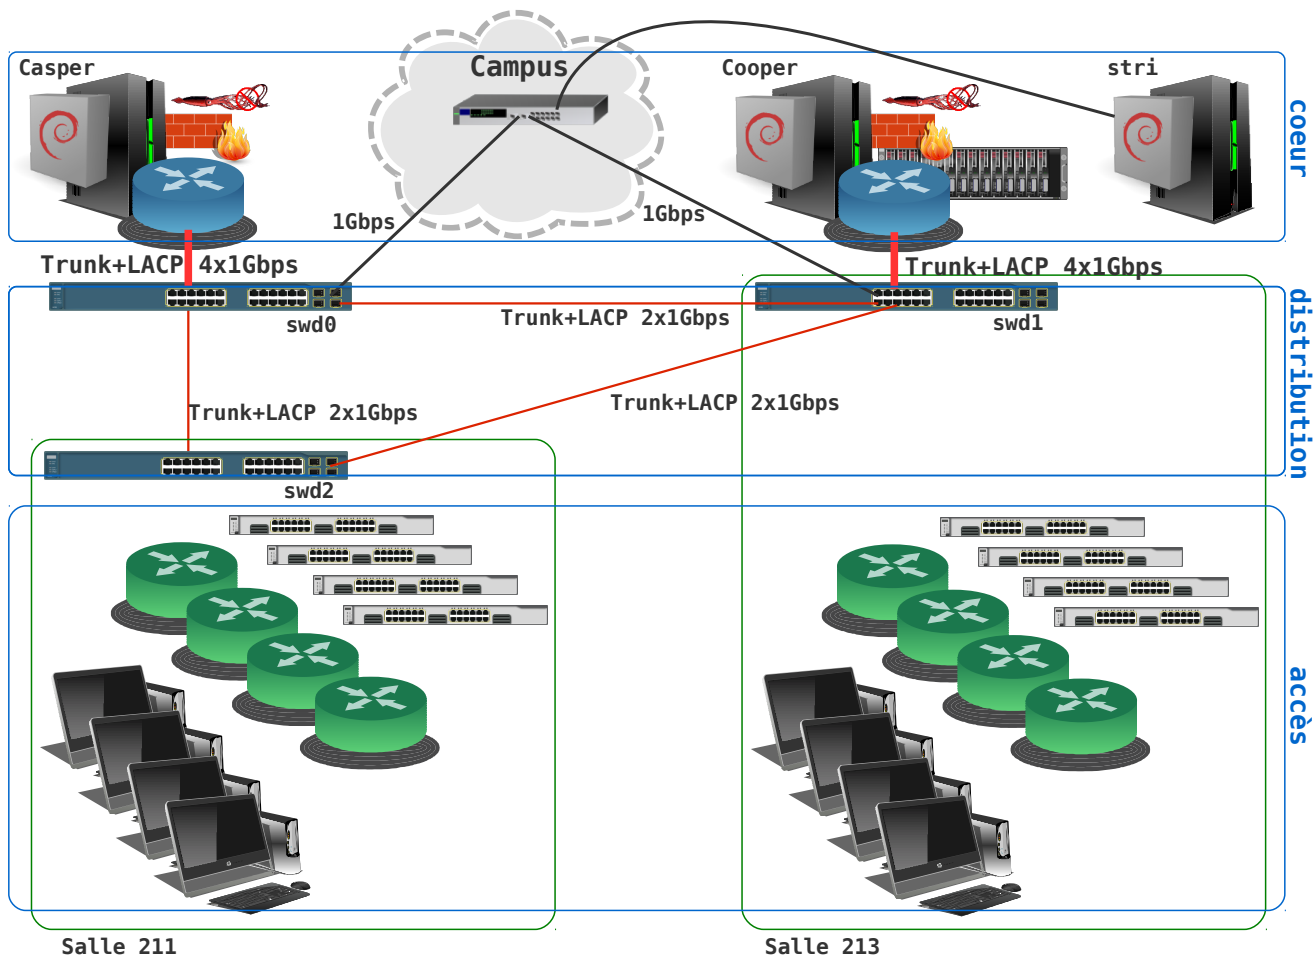 Casper
Campus
Cooper
stri
coeur
1Gbps
1Gbps
Trunk+LACP 4x1Gbps
Trunk+LACP 4x1Gbps
swd0
Trunk+LACP 2x1Gbps
swd1
distribution
Trunk+LACP 2x1Gbps
Trunk+LACP 2x1Gbps
swd2
accès
Salle 211
Salle 213